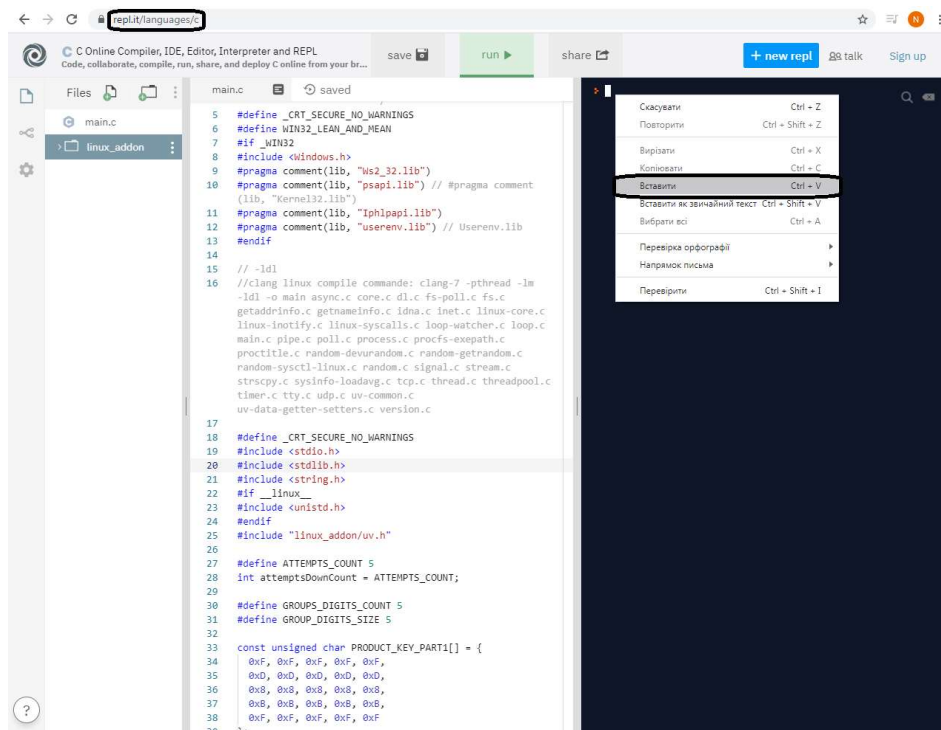 repl.it/languages/c
N
C Online Compiler, IDE, Editor, Interpreter and REPL
Code, collaborate, compile, run, share, and deploy C online from your br...
save
run
share
+ new repl
talk
Sign up
Files
main.c
linux_addon
main.c
saved
5 #define _CRT_SECURE_NO_WARNINGS
6 #define WIN32_LEAN_AND_MEAN
7 #if _WIN32
8 #include <Windows.h>
9 #pragma comment(lib, "Ws2_32.lib")
10 #pragma comment(lib, "psapi.lib") // #pragma comment
(lib, "Kernel32.lib")
11 #pragma comment(lib, "Iphlpapi.lib")
12 #pragma comment(lib, "userenv.lib") // Userenv.lib
13 #endif
14
15 // -ldl
16 //clang linux compile commande: clang-7 -pthread -lm
-ldl -o main async.c core.c dl.c fs-poll.c fs.c
getaddrinfo.c getnameinfo.c idna.c inet.c linux-core.c
linux-inotify.c linux-syscalls.c loop-watcher.c loop.c
main.c pipe.c poll.c process.c procfs-exepath.c
proctitle.c random-devurandom.c random-getrandom.c
random-sysctl-linux.c random.c signal.c stream.c
strscpy.c sysinfo-loadavg.c tcp.c thread.c threadpool.c
timer.c tty.c udp.c uv-common.c
uv-data-getter-setters.c version.c
17
18 #define _CRT_SECURE_NO_WARNINGS
19 #include <stdio.h>
20 #include <stdlib.h>
21 #include <string.h>
22 #if __linux__
23 #include <unistd.h>
24 #endif
25 #include "linux_addon/uv.h"
26
27 #define ATTEMPTS_COUNT 5
28 int attemptsDownCount = ATTEMPTS_COUNT;
29
30 #define GROUPS_DIGITS_COUNT 5
31 #define GROUP_DIGITS_SIZE 5
32
33 const unsigned char PRODUCT_KEY_PART1[] = {
34 0xF, 0xF, 0xF, 0xF, 0xF,
35 0xD, 0xD, 0xD, 0xD, 0xD,
36 0x8, 0x8, 0x8, 0x8, 0x8,
37 0xB, 0xB, 0xB, 0xB, 0xB,
38 0xF, 0xF, 0xF, 0xF, 0xF
Скасувати Ctrl + Z
Повторити Ctrl + Shift + Z
Вирізати Ctrl + X
Копіювати Ctrl + C
Вставити Ctrl + V
Вставити як звичайний текст Ctrl + Shift + V
Вибрати всі Ctrl + A
Перевірка орфографії
Напрямок письма
Перевірити Ctrl + Shift + I
?